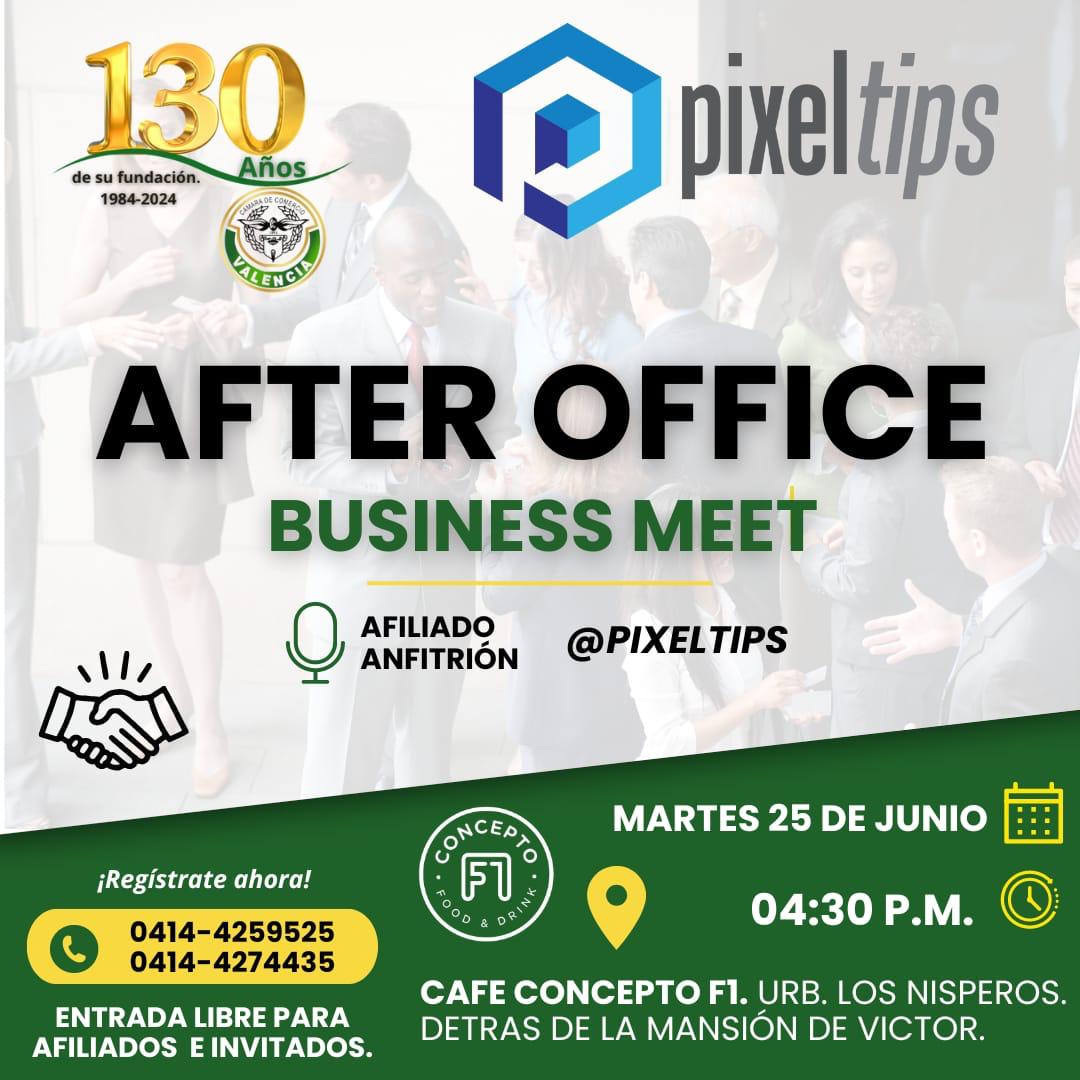 130
Años
de su fundación.
1984-2024
CAMARA DE COMERCIO
VALENCIA
pixeltips
AFTER OFFICE
BUSINESS MEET
AFILIADO
ANFITRIÓN
@PIXELTIPS
MARTES 25 DE JUNIO
04:30 P.M.
CONCEPTO
F1
FOOD & DRINK
¡Regístrate ahora!
0414-4259525
0414-4274435
ENTRADA LIBRE PARA
AFILIADOS E INVITADOS.
CAFE CONCEPTO F1. URB. LOS NISPEROS.
DETRAS DE LA MANSIÓN DE VICTOR.